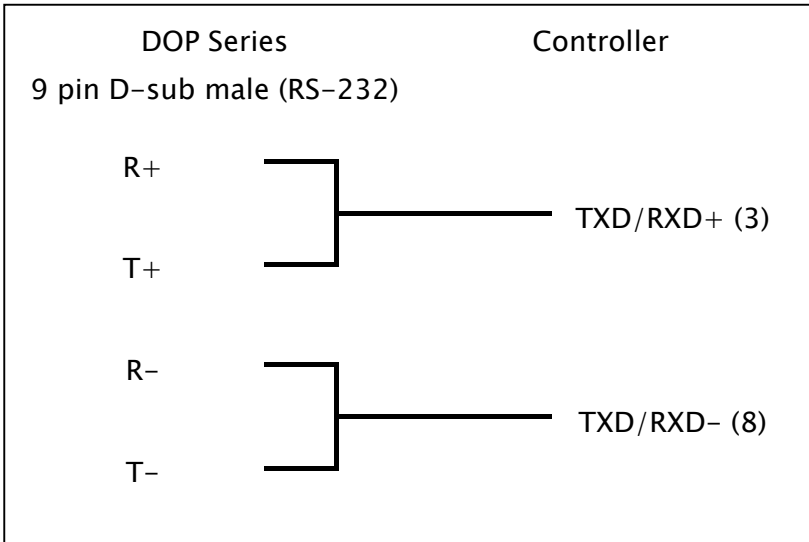 DOP Series Controller
9 pin D-sub male (RS-232)
R+
TXD/RXD+ (3)
T+
R-
TXD/RXD- (8)
T-